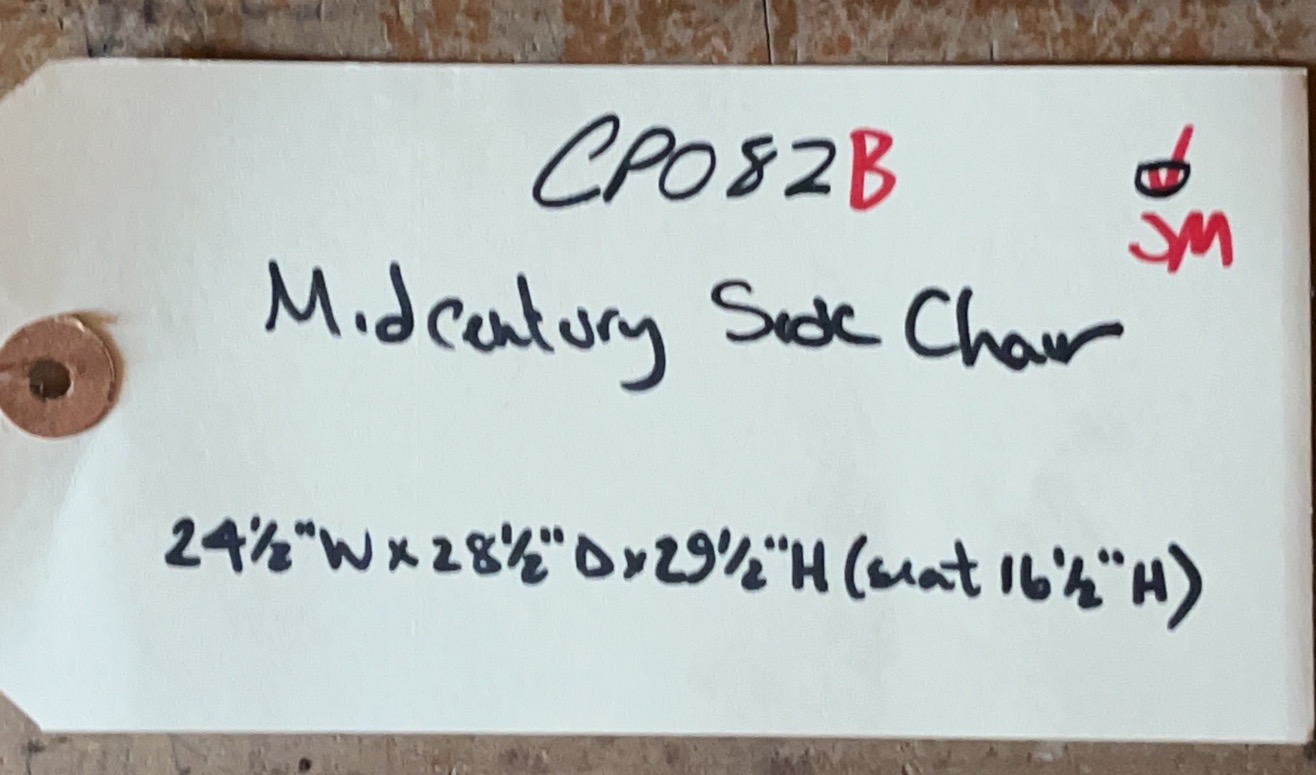 CP082B
JM
Midcentury Side Chair
24½"W x 28½"D x 29½"H (seat 16½"H)